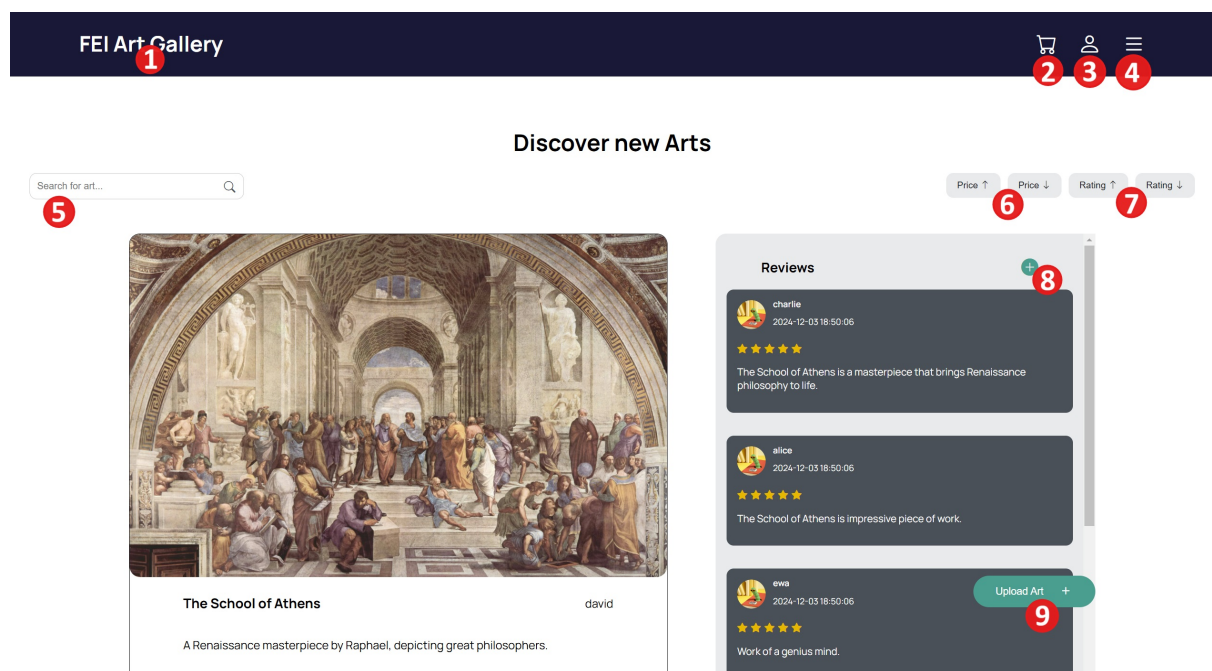 FEI Art Gallery
1
2
3
4
Discover new Arts
Search for art...
5
Price ↑ Price ↓ Rating ↑ Rating ↓
6
7
Reviews
8
charlie
2024-12-03 18:50:06
The School of Athens is a masterpiece that brings Renaissance
philosophy to life.
alice
2024-12-03 18:50:06
The School of Athens is impressive piece of work.
ewa
2024-12-03 18:50:06
Work of a genius mind.
Upload Art +
9
The School of Athens david
A Renaissance masterpiece by Raphael, depicting great philosophers.